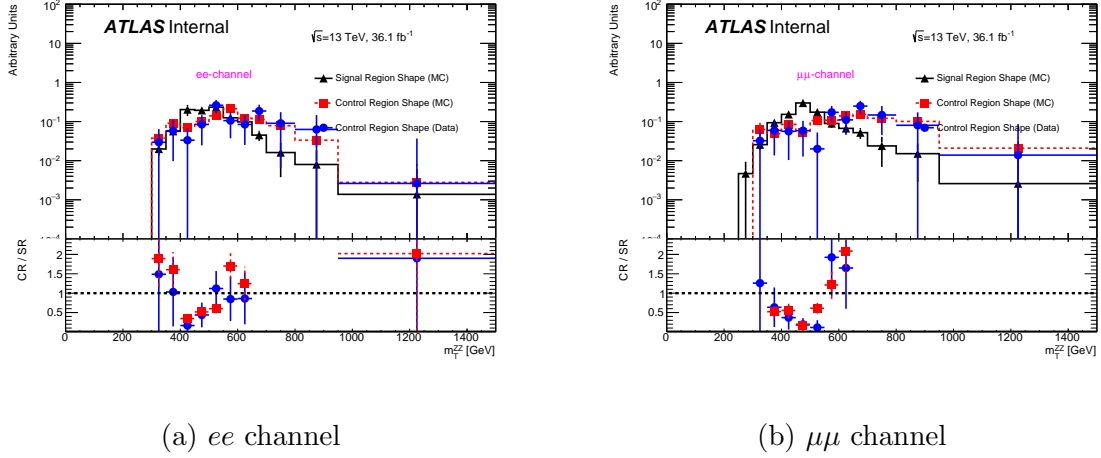 ATLAS Internal
√s=13 TeV, 36.1 fb⁻¹
ee-channel
Signal Region Shape (MC)
Control Region Shape (MC)
Control Region Shape (Data)
Arbitrary Units
10²
10
1
10⁻¹
10⁻²
10⁻³
10⁻⁴
CR / SR
2
1.5
1
0.5
0 200 400 600 800 1000 1200 1400
m_T^ZZ [GeV]
(a) ee channel
ATLAS Internal
√s=13 TeV, 36.1 fb⁻¹
μμ-channel
Signal Region Shape (MC)
Control Region Shape (MC)
Control Region Shape (Data)
Arbitrary Units
10²
10
1
10⁻¹
10⁻²
10⁻³
10⁻⁴
CR / SR
2
1.5
1
0.5
0 200 400 600 800 1000 1200 1400
m_T^ZZ [GeV]
(b) μμ channel